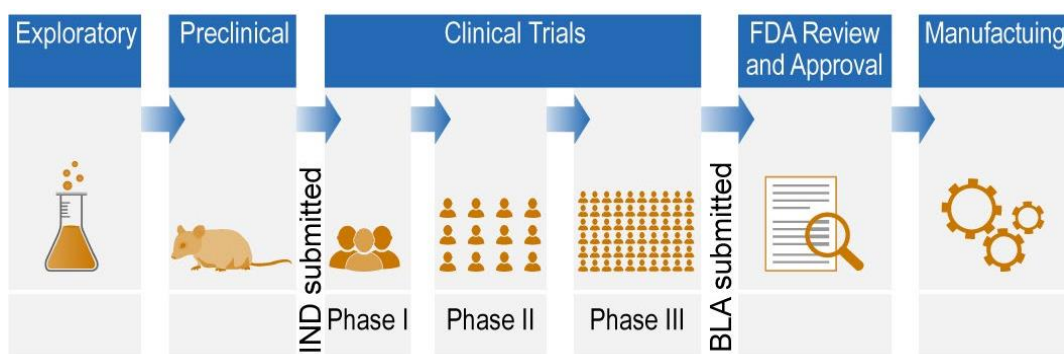 Exploratory
Preclinical
Clinical Trials
FDA Review
and Approval
Manufactuing
IND submitted
BLA submitted
Phase I
Phase II
Phase III